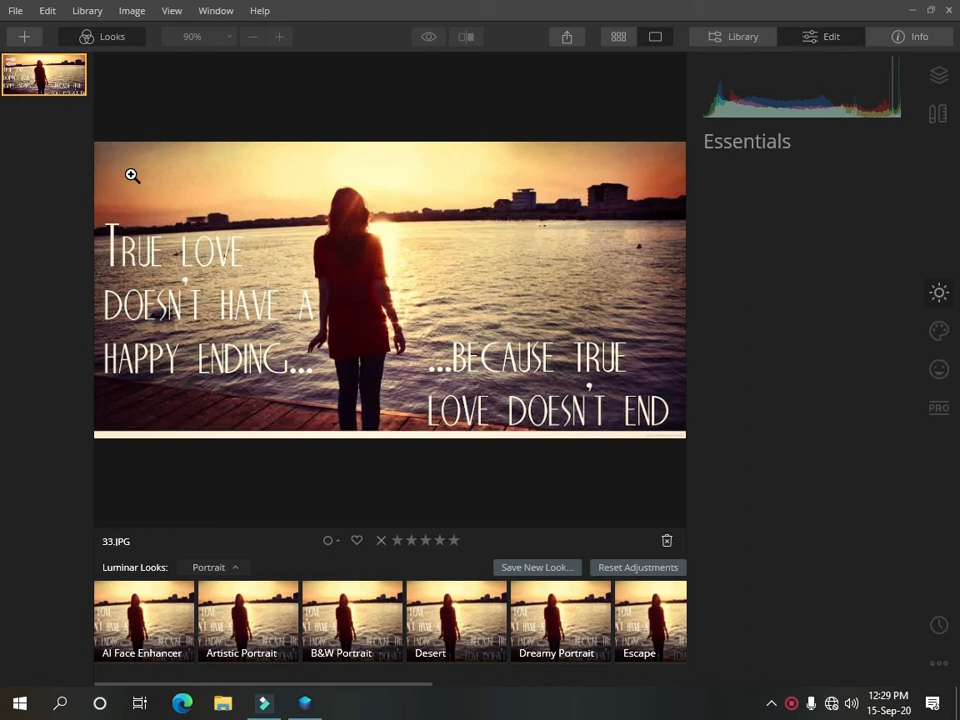 File Edit Library Image View Window Help
Looks 90% Library Edit Info
Essentials
TRUE LOVE
DOESN'T HAVE A
HAPPY ENDING...
...BECAUSE TRUE
LOVE DOESN'T END
PRO
33.JPG
Luminar Looks: Portrait Save New Look... Reset Adjustments
AI Face Enhancer Artistic Portrait B&W Portrait Desert Dreamy Portrait Escape
12:29 PM
15-Sep-20